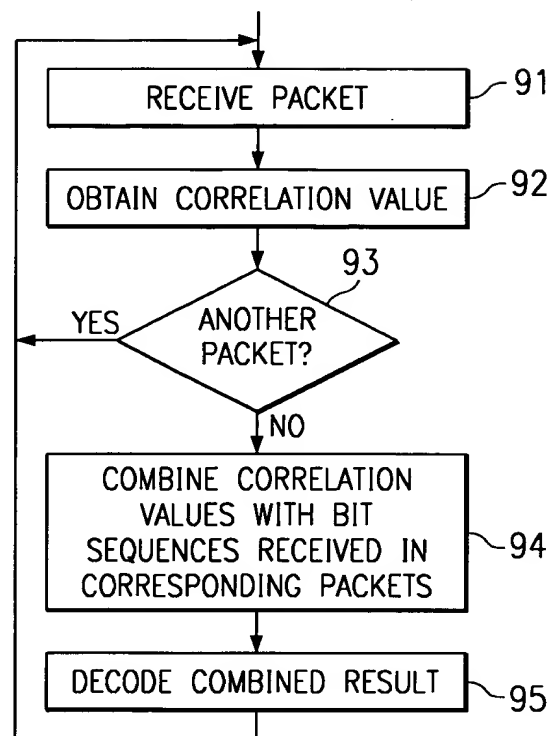 RECEIVE PACKET
91
OBTAIN CORRELATION VALUE
92
93
YES
ANOTHER
PACKET?
NO
COMBINE CORRELATION
VALUES WITH BIT
SEQUENCES RECEIVED IN
CORRESPONDING PACKETS
94
DECODE COMBINED RESULT
95